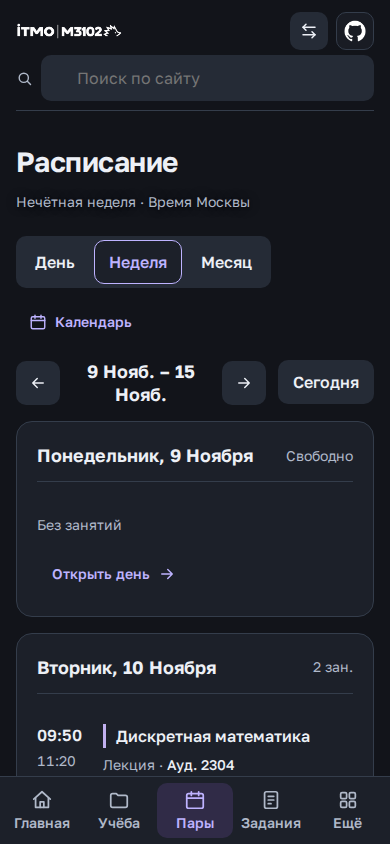 ITMO | M3102
Поиск по сайту
Расписание
Нечётная неделя · Время Москвы
День Неделя Месяц
Календарь
9 Нояб. – 15
Нояб.
Сегодня
Понедельник, 9 Ноября Свободно
Без занятий
Открыть день
Вторник, 10 Ноября 2 зан.
09:50 Дискретная математика
11:20 Лекция · Ауд. 2304
Главная Учёба Пары Задания Ещё